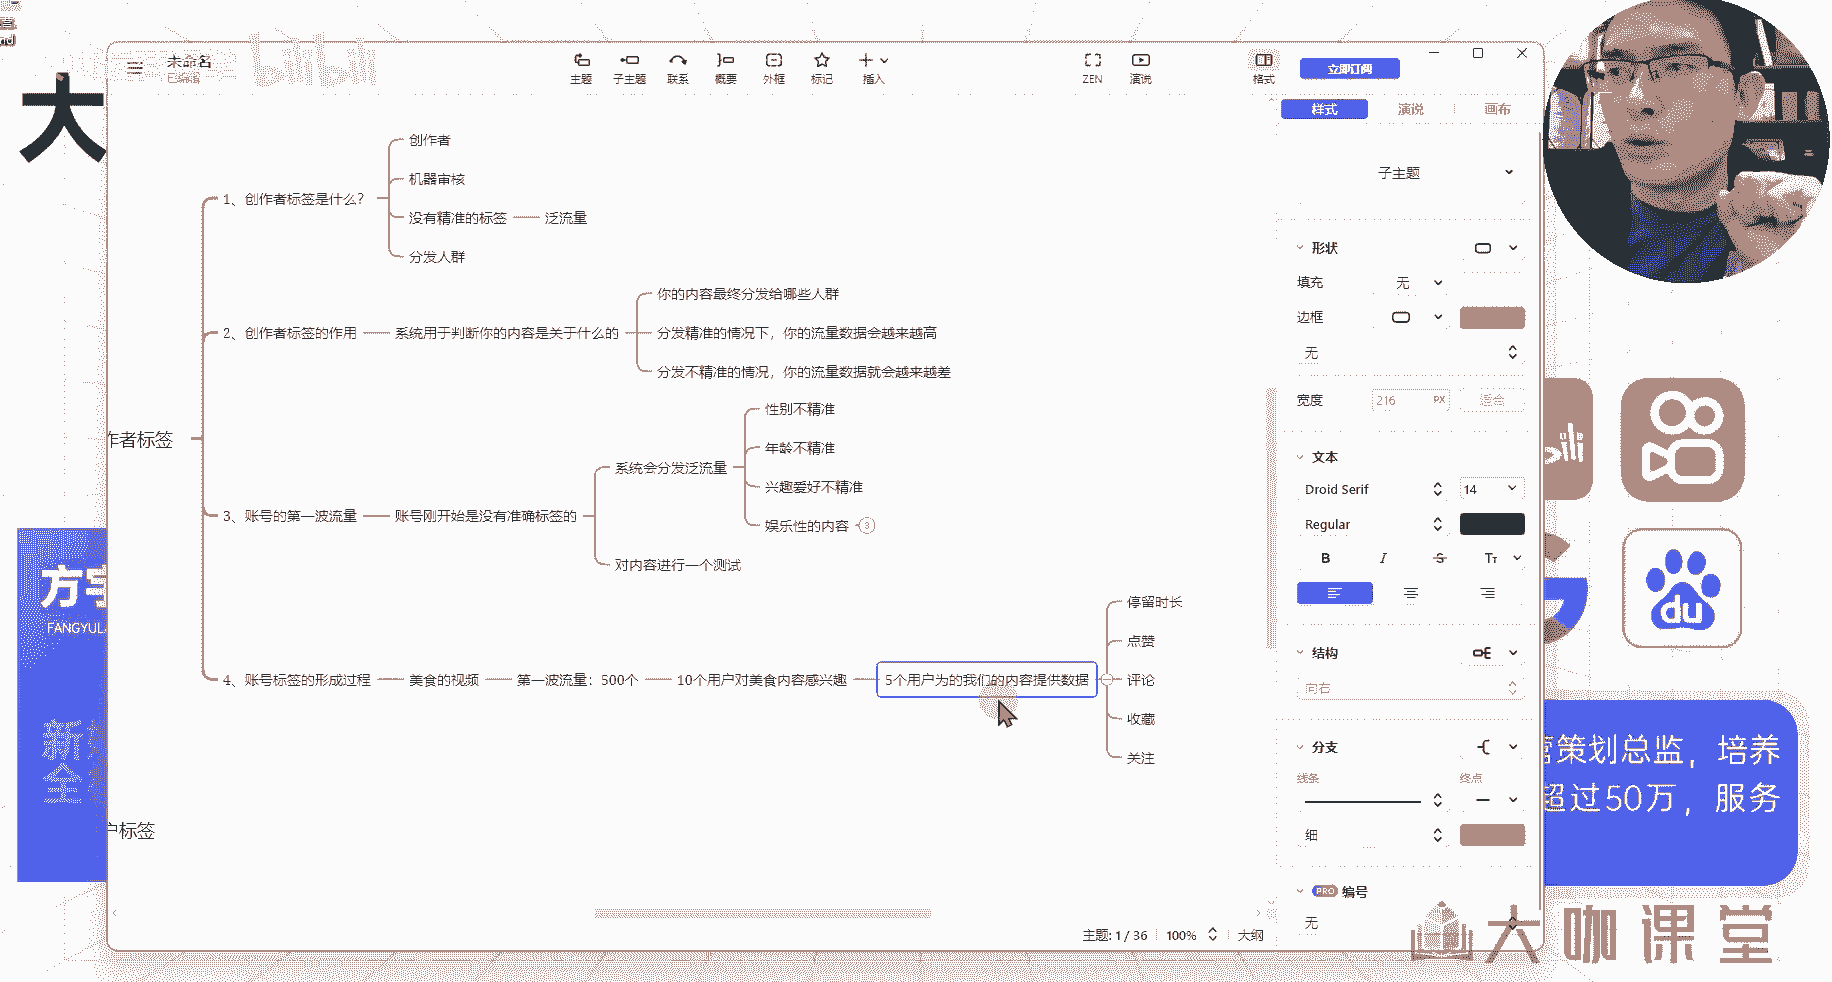 大
bilibili
未命名
已编辑
主题
子主题
联系
概要
外框
标记
插入
ZEN
演说
格式
立即订阅
样式
演说
画布
作者标签
1、创作者标签是什么？
创作者
机器审核
没有精准的标签
泛流量
分发人群
2、创作者标签的作用
系统用于判断你的内容是关于什么的
你的内容最终分发给哪些人群
分发精准的情况下，你的流量数据会越来越高
分发不精准的情况，你的流量数据就会越来越差
3、账号的第一波流量
账号刚开始是没有准确标签的
系统会分发泛流量
性别不精准
年龄不精准
兴趣爱好不精准
娱乐性的内容
3
对内容进行一个测试
4、账号标签的形成过程
美食的视频
第一波流量：500个
10个用户对美食内容感兴趣
5个用户为的我们的内容提供数据
停留时长
点赞
评论
收藏
关注
户标签
子主题
形状
填充
无
边框
无
宽度
216
PX
文本
Droid Serif
14
Regular
B
I
S
Tт
结构
向右
分支
线条
终点
细
PRO
编号
无
主题: 1 / 36
100%
大纲
方宇
FANGYUL
新
全
du
营策划总监，培养
超过50万，服务
大咖课堂